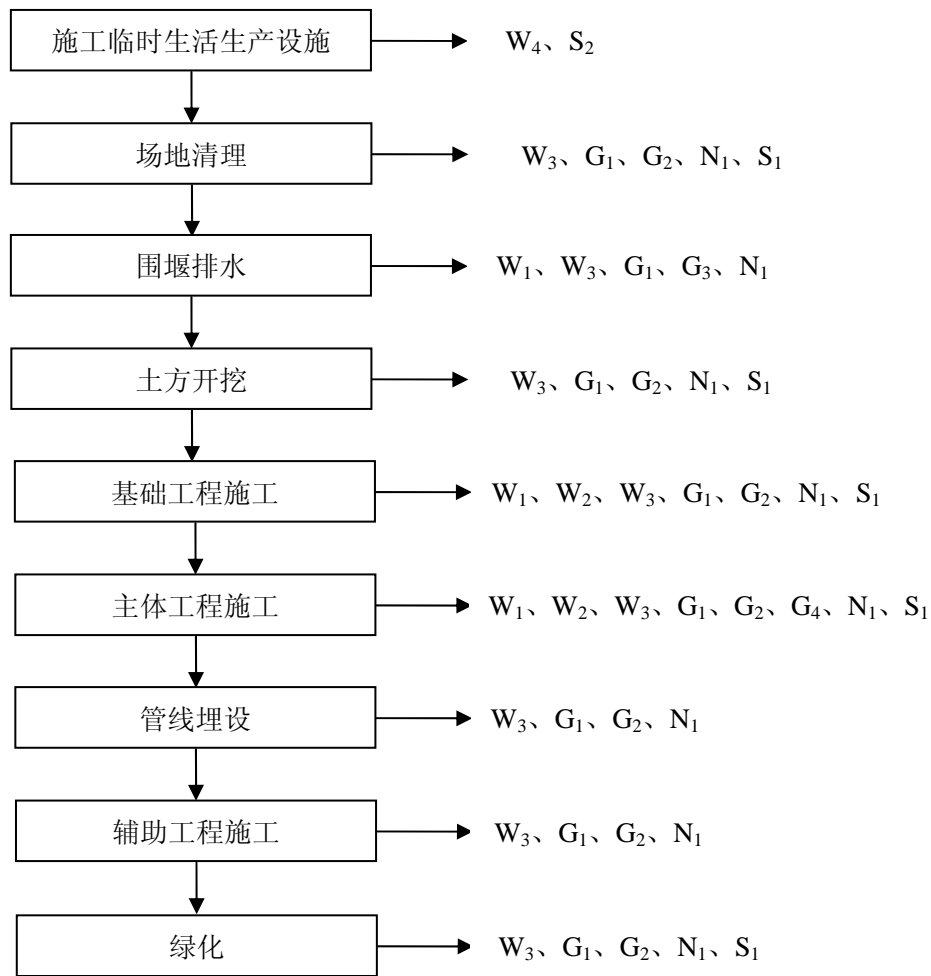 施工临时生活生产设施 W₄、S₂
场地清理 W₃、G₁、G₂、N₁、S₁
围堰排水 W₁、W₃、G₁、G₃、N₁
土方开挖 W₃、G₁、G₂、N₁、S₁
基础工程施工 W₁、W₂、W₃、G₁、G₂、N₁、S₁
主体工程施工 W₁、W₂、W₃、G₁、G₂、G₄、N₁、S₁
管线埋设 W₃、G₁、G₂、N₁
辅助工程施工 W₃、G₁、G₂、N₁
绿化 W₃、G₁、G₂、N₁、S₁